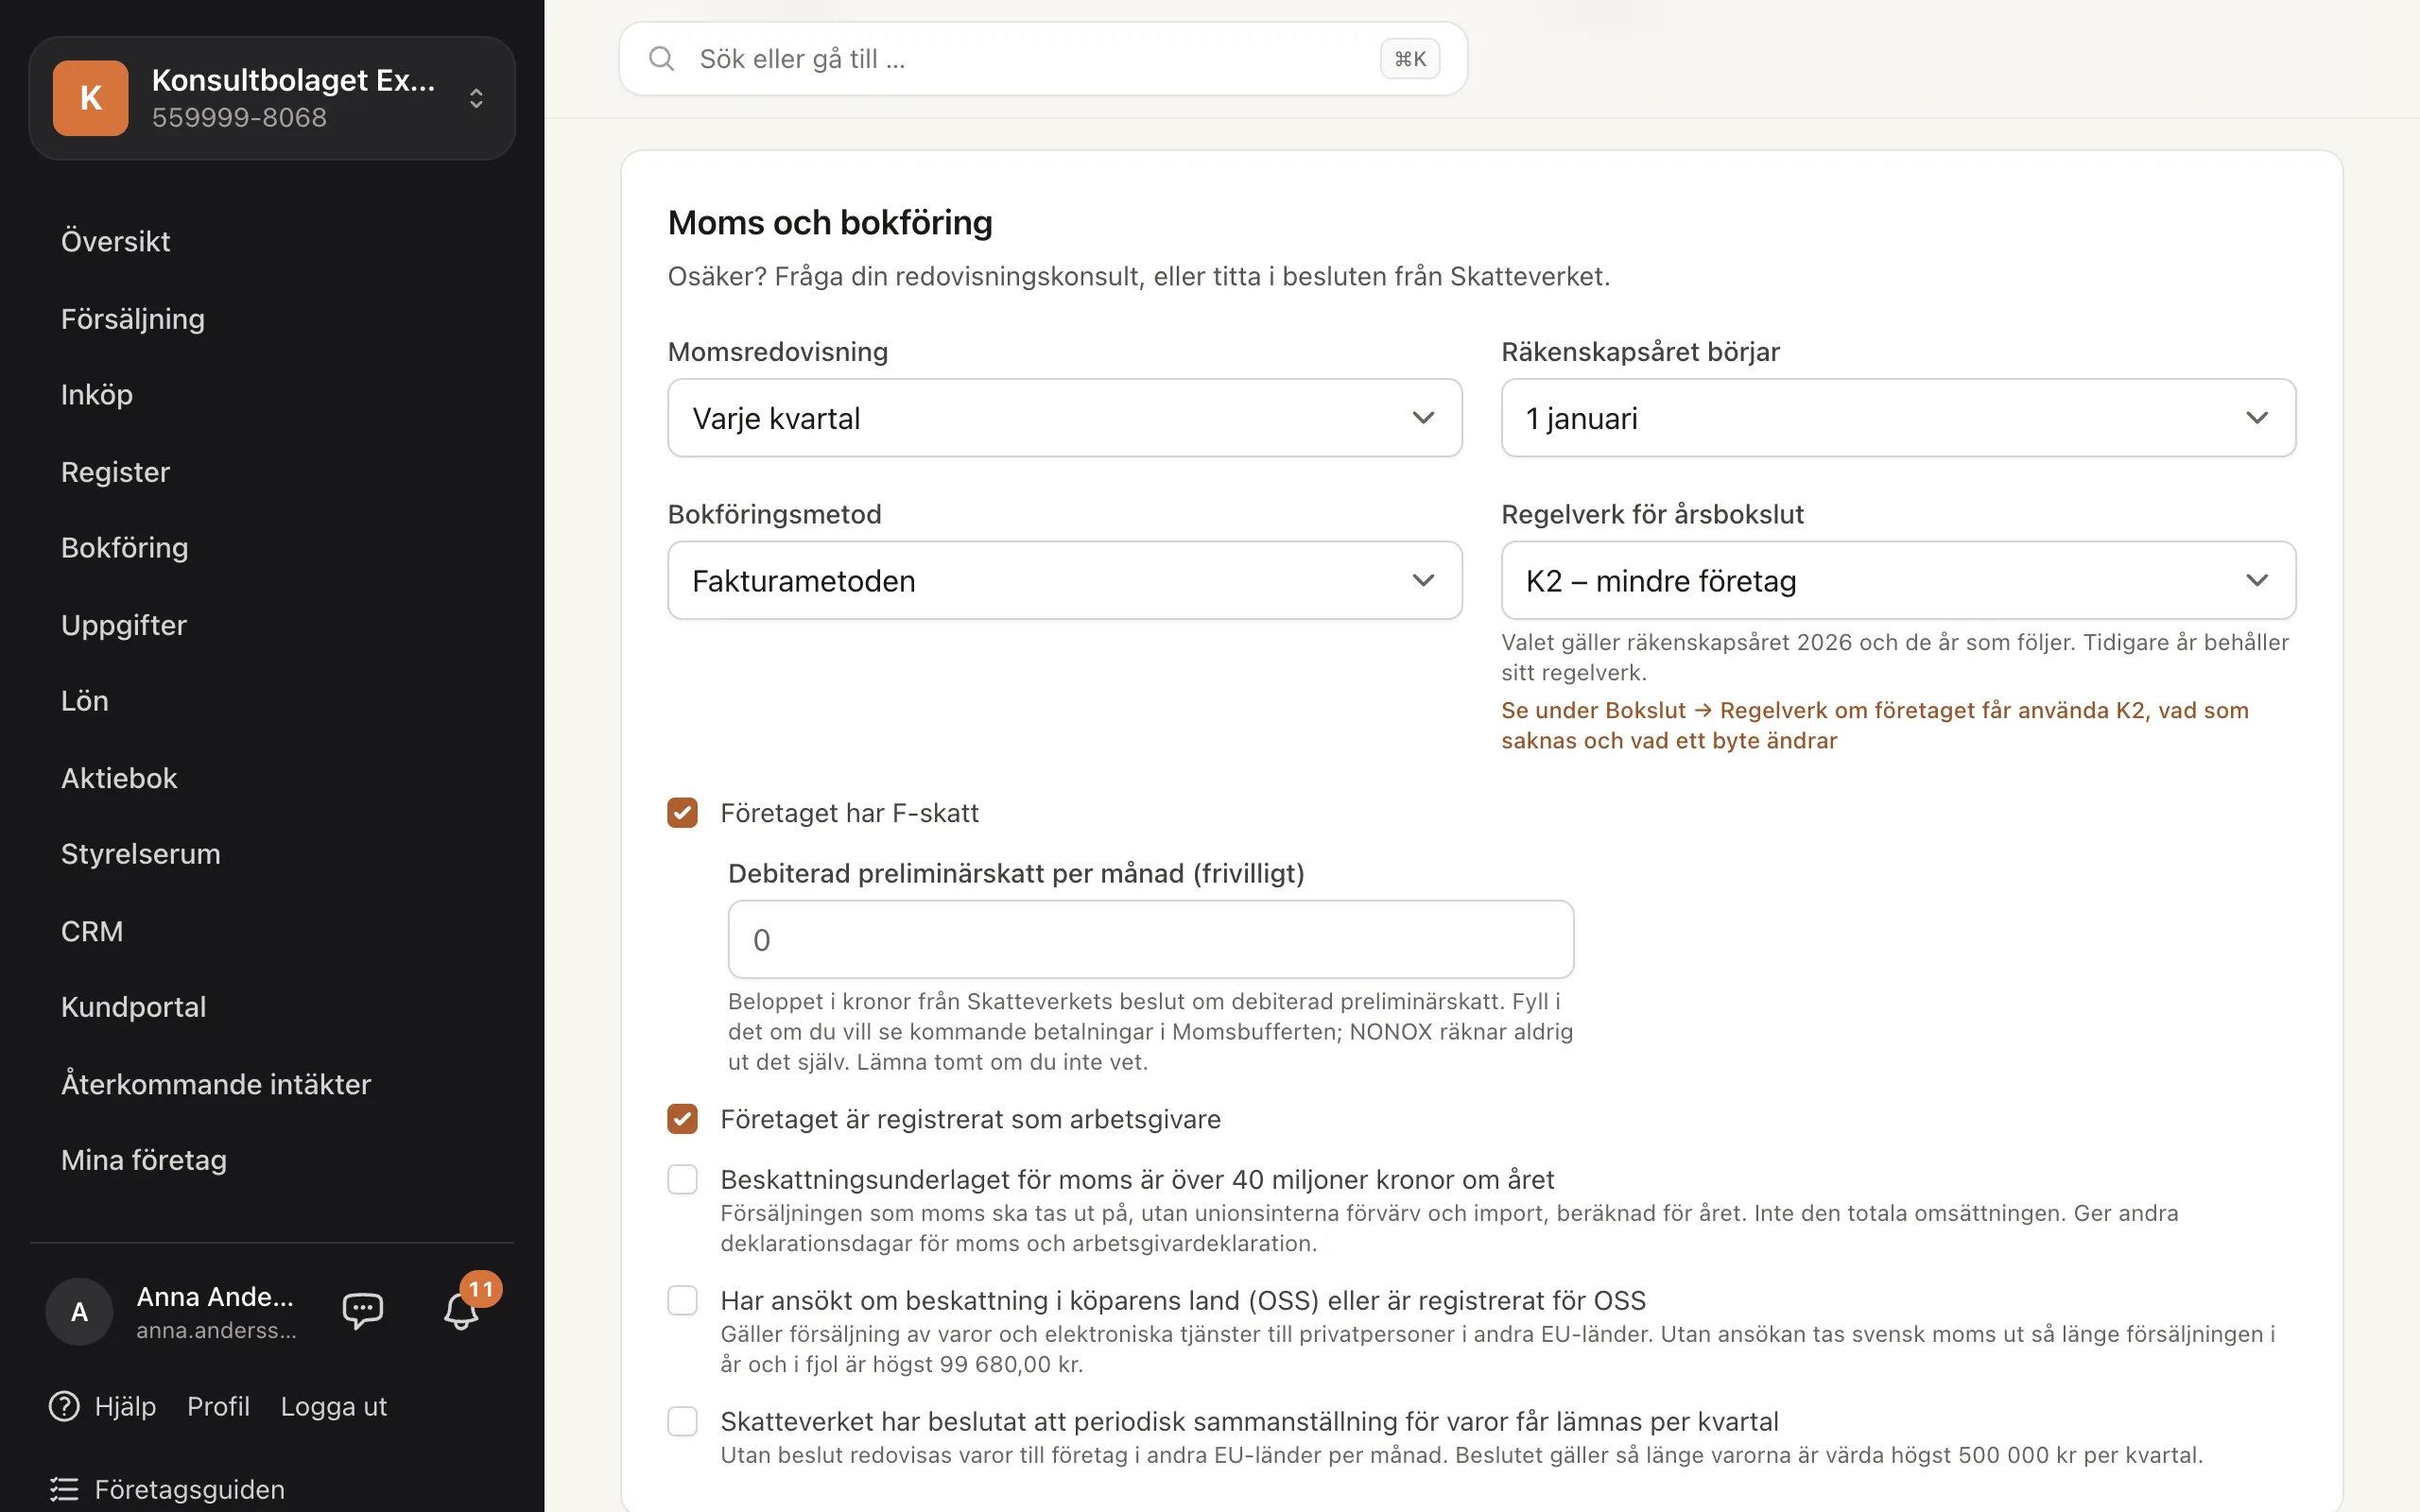 K
Konsultbolaget Ex...
559999-8068
Översikt
Försäljning
Inköp
Register
Bokföring
Uppgifter
Lön
Aktiebok
Styrelserum
CRM
Kundportal
Återkommande intäkter
Mina företag
A
Anna Ande...
anna.anderss...
11
Hjälp
Profil
Logga ut
Företagsguiden
Sök eller gå till ...
⌘K
Moms och bokföring
Osäker? Fråga din redovisningskonsult, eller titta i besluten från Skatteverket.
Momsredovisning
Varje kvartal
Räkenskapsåret börjar
1 januari
Bokföringsmetod
Fakturametoden
Regelverk för årsbokslut
K2 – mindre företag
Valet gäller räkenskapsåret 2026 och de år som följer. Tidigare år behåller
sitt regelverk.
Se under Bokslut → Regelverk om företaget får använda K2, vad som
saknas och vad ett byte ändrar
Företaget har F-skatt
Debiterad preliminärskatt per månad (frivilligt)
0
Beloppet i kronor från Skatteverkets beslut om debiterad preliminärskatt. Fyll i
det om du vill se kommande betalningar i Momsbufferten; NONOX räknar aldrig
ut det själv. Lämna tomt om du inte vet.
Företaget är registrerat som arbetsgivare
Beskattningsunderlaget för moms är över 40 miljoner kronor om året
Försäljningen som moms ska tas ut på, utan unionsinterna förvärv och import, beräknad för året. Inte den totala omsättningen. Ger andra
deklarationsdagar för moms och arbetsgivardeklaration.
Har ansökt om beskattning i köparens land (OSS) eller är registrerat för OSS
Gäller försäljning av varor och elektroniska tjänster till privatpersoner i andra EU-länder. Utan ansökan tas svensk moms ut så länge försäljningen i
år och i fjol är högst 99 680,00 kr.
Skatteverket har beslutat att periodisk sammanställning för varor får lämnas per kvartal
Utan beslut redovisas varor till företag i andra EU-länder per månad. Beslutet gäller så länge varorna är värda högst 500 000 kr per kvartal.